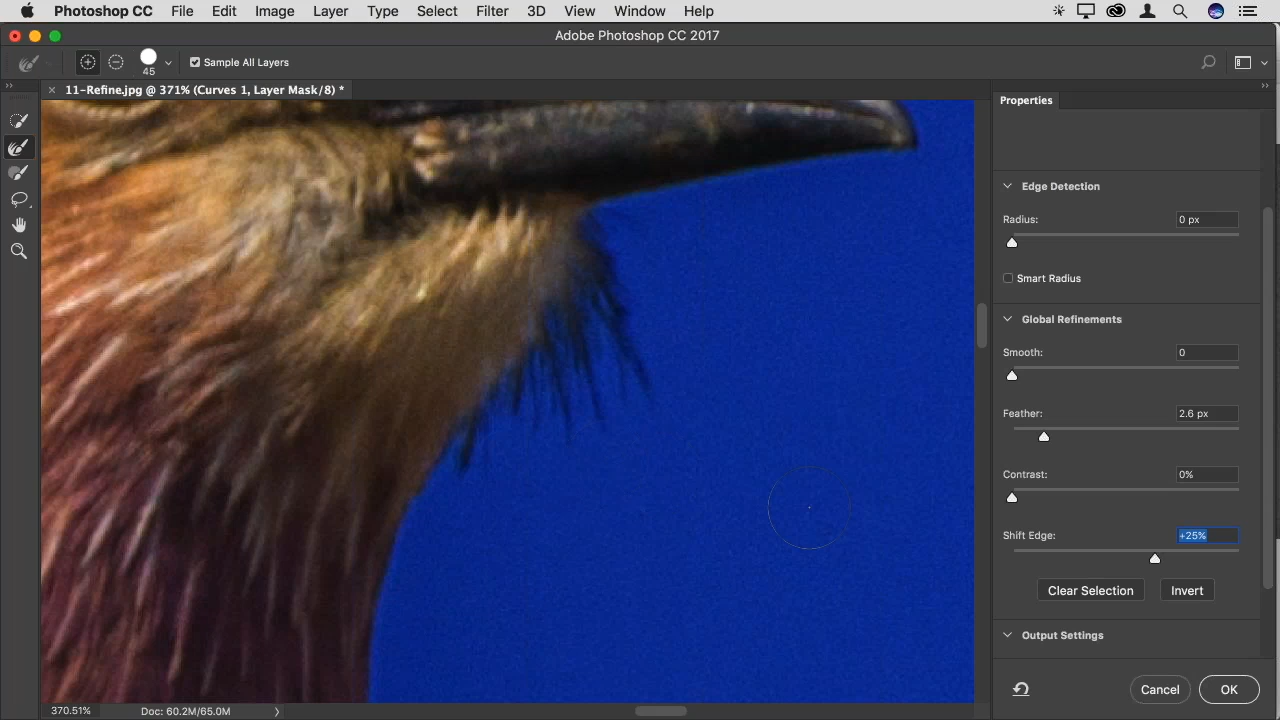 Photoshop CC File Edit Image Layer Type Select Filter 3D View Window Help
Adobe Photoshop CC 2017
45 Sample All Layers
11-Refine.jpg @ 371% (Curves 1, Layer Mask/8) *
Properties
Edge Detection
Radius: 0 px
Smart Radius
Global Refinements
Smooth: 0
Feather: 2.6 px
Contrast: 0%
Shift Edge: +25%
Clear Selection Invert
Output Settings
Cancel OK
370.51% Doc: 60.2M/65.0M